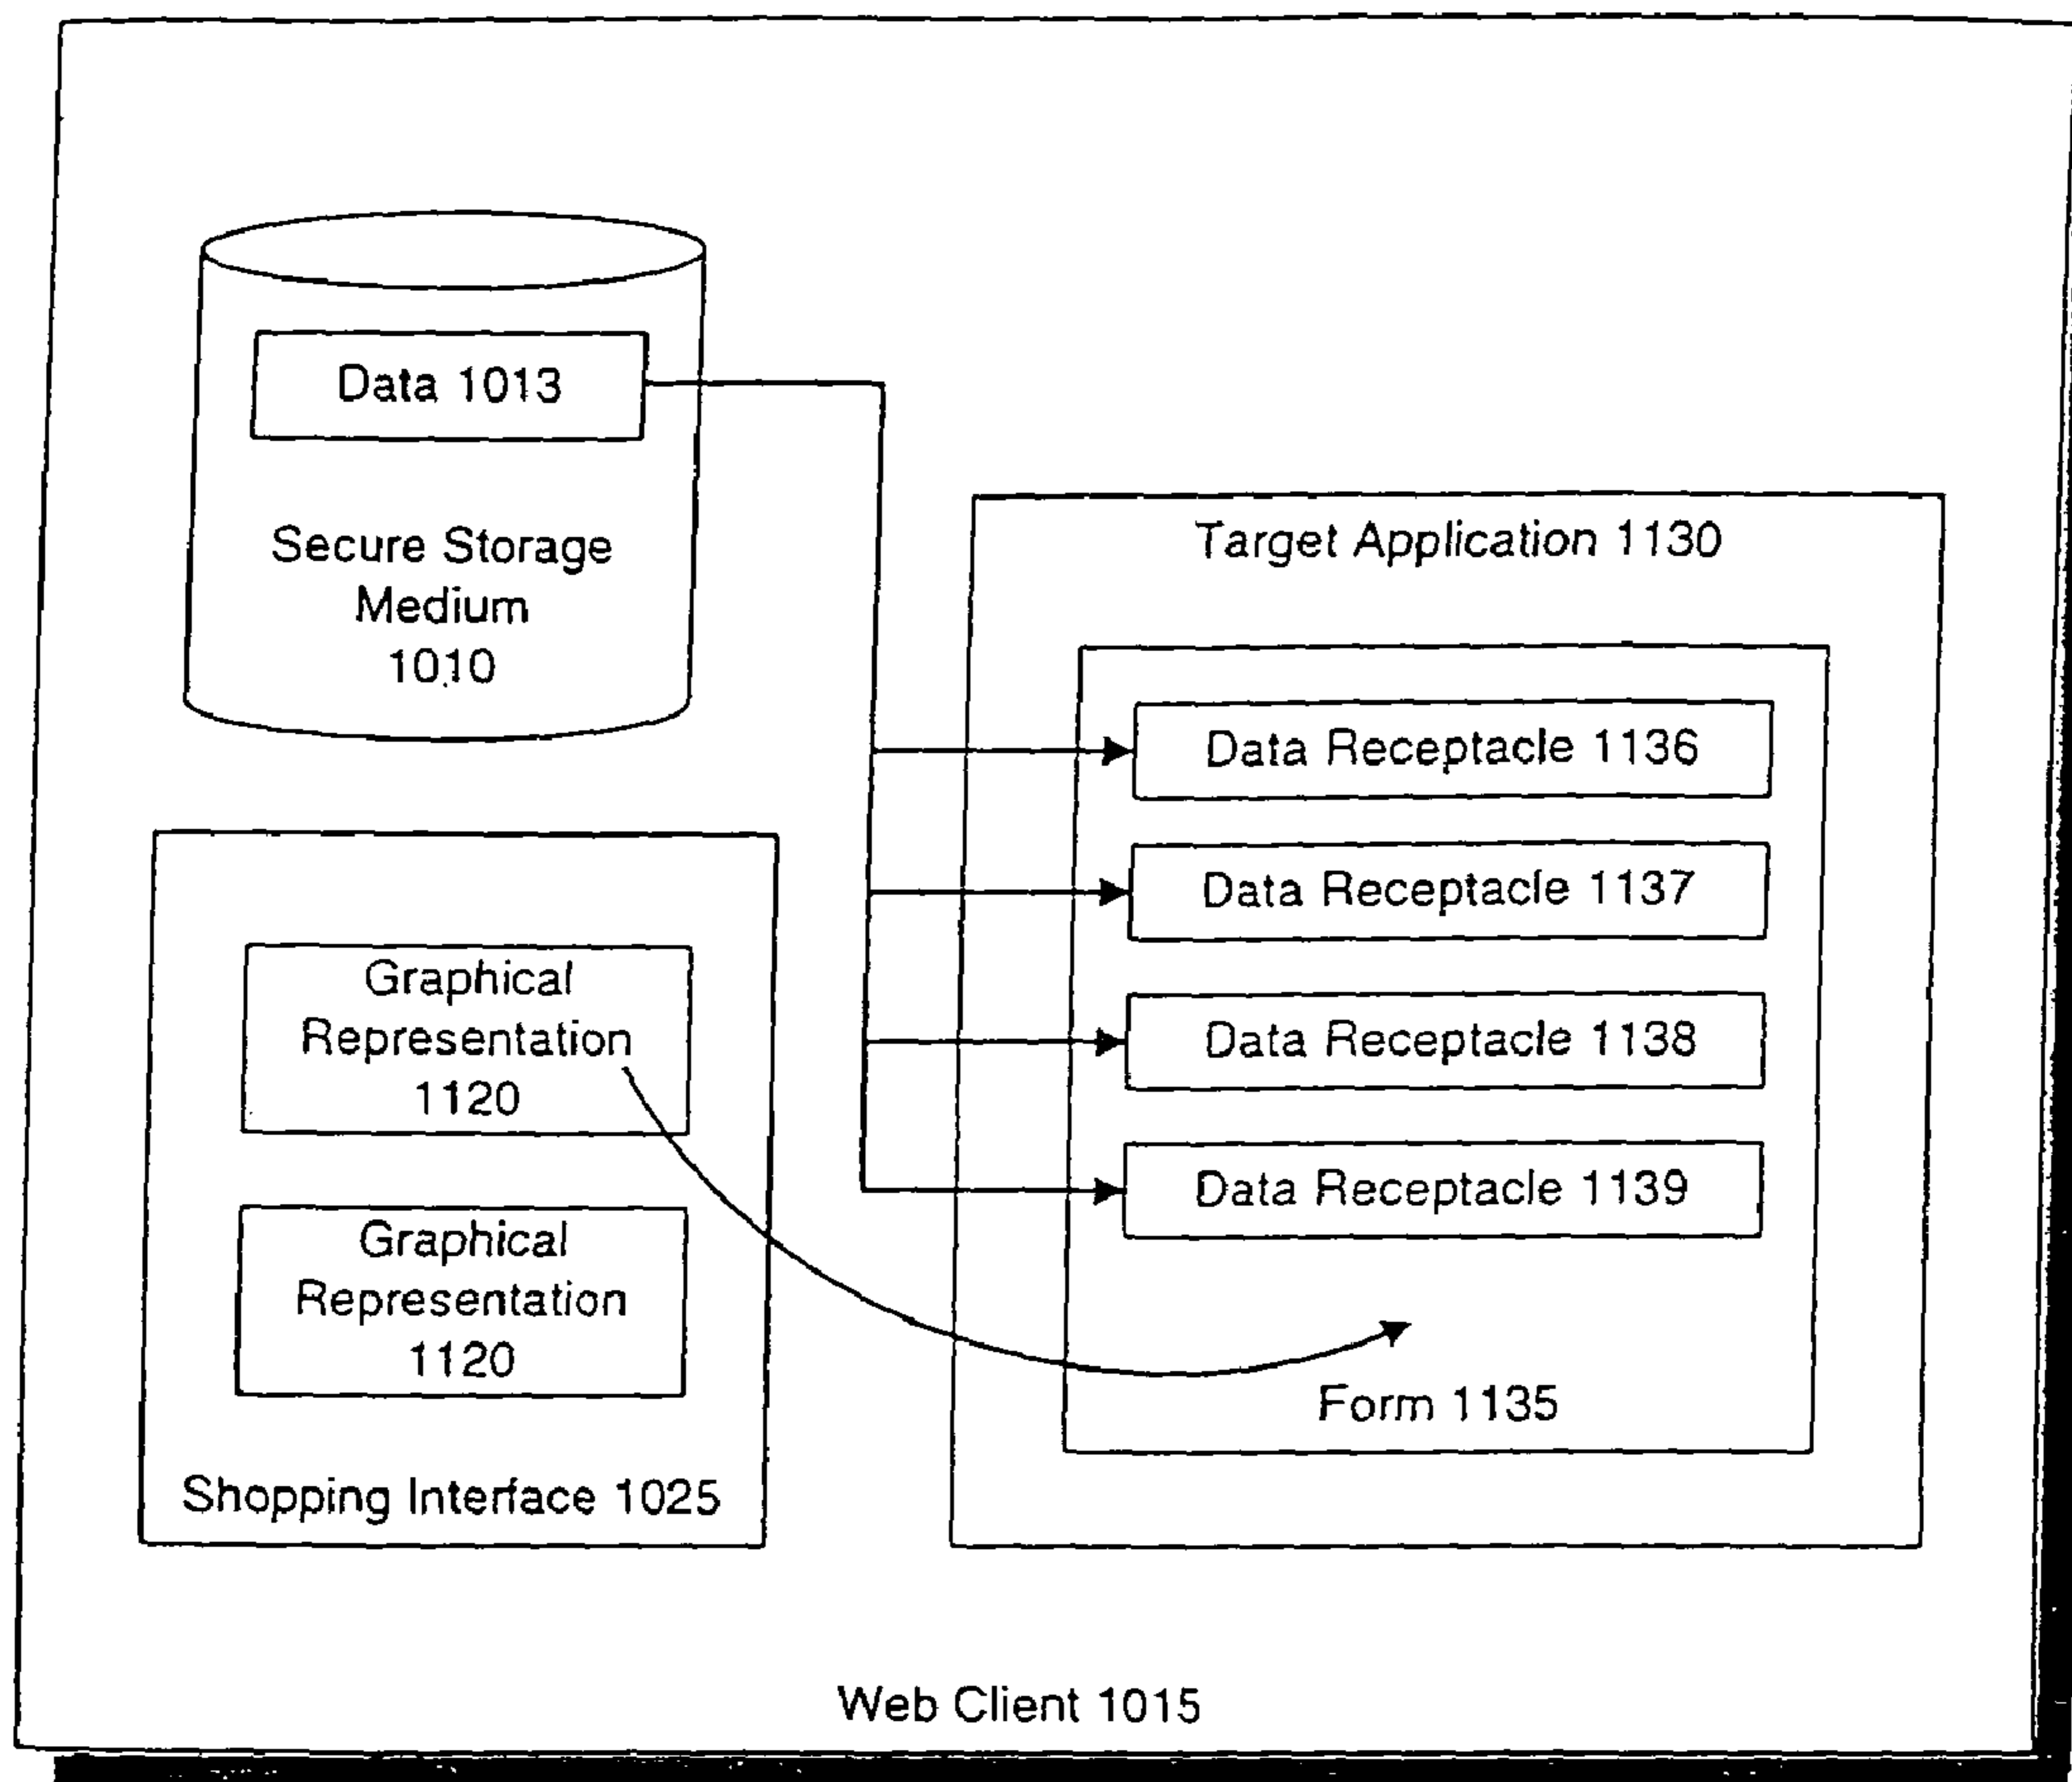 Data 1013
Secure Storage
Medium
1010
Target Application 1130
Data Receptacle 1136
Data Receptacle 1137
Data Receptacle 1138
Data Receptacle 1139
Form 1135
Graphical
Representation
1120
Graphical
Representation
1120
Shopping Interface 1025
Web Client 1015